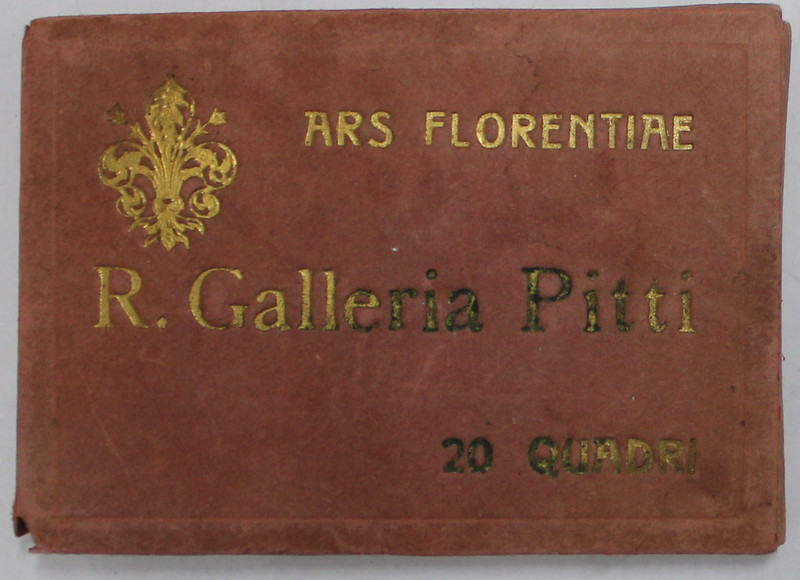 ARS FLORENTIAE
R. Galleria Pitti
20 QUADRI